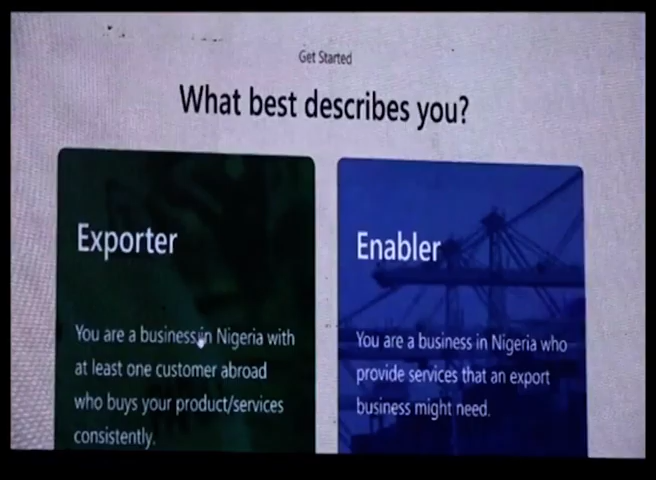 Get Started
What best describes you?
Exporter
You are a business in Nigeria with
at least one customer abroad
who buys your product/services
consistently.
Enabler
You are a business in Nigeria who
provide services that an export
business might need.